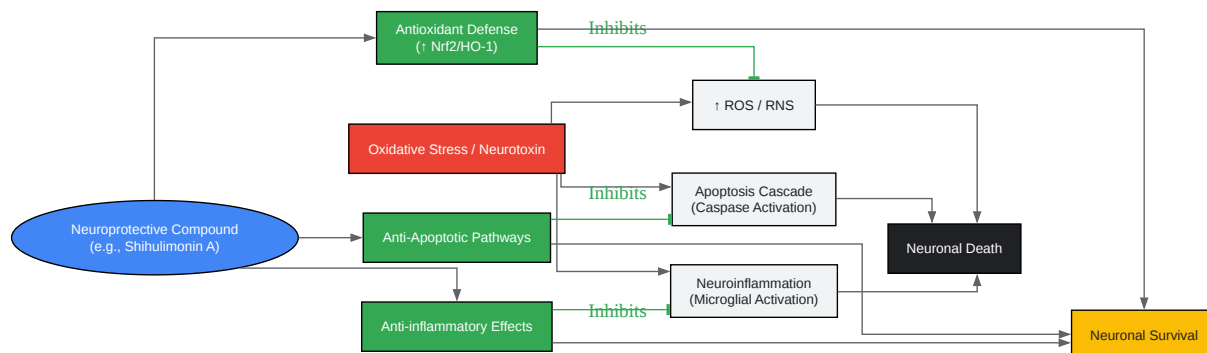 Antioxidant Defense
(↑ Nrf2/HO-1)
Inhibits
↑ ROS / RNS
Oxidative Stress / Neurotoxin
Inhibits
Apoptosis Cascade
(Caspase Activation)
Neuroprotective Compound
(e.g., Shihulimonin A)
Anti-Apoptotic Pathways
Neuronal Death
Neuroinflammation
(Microglial Activation)
Inhibits
Anti-inflammatory Effects
Neuronal Survival